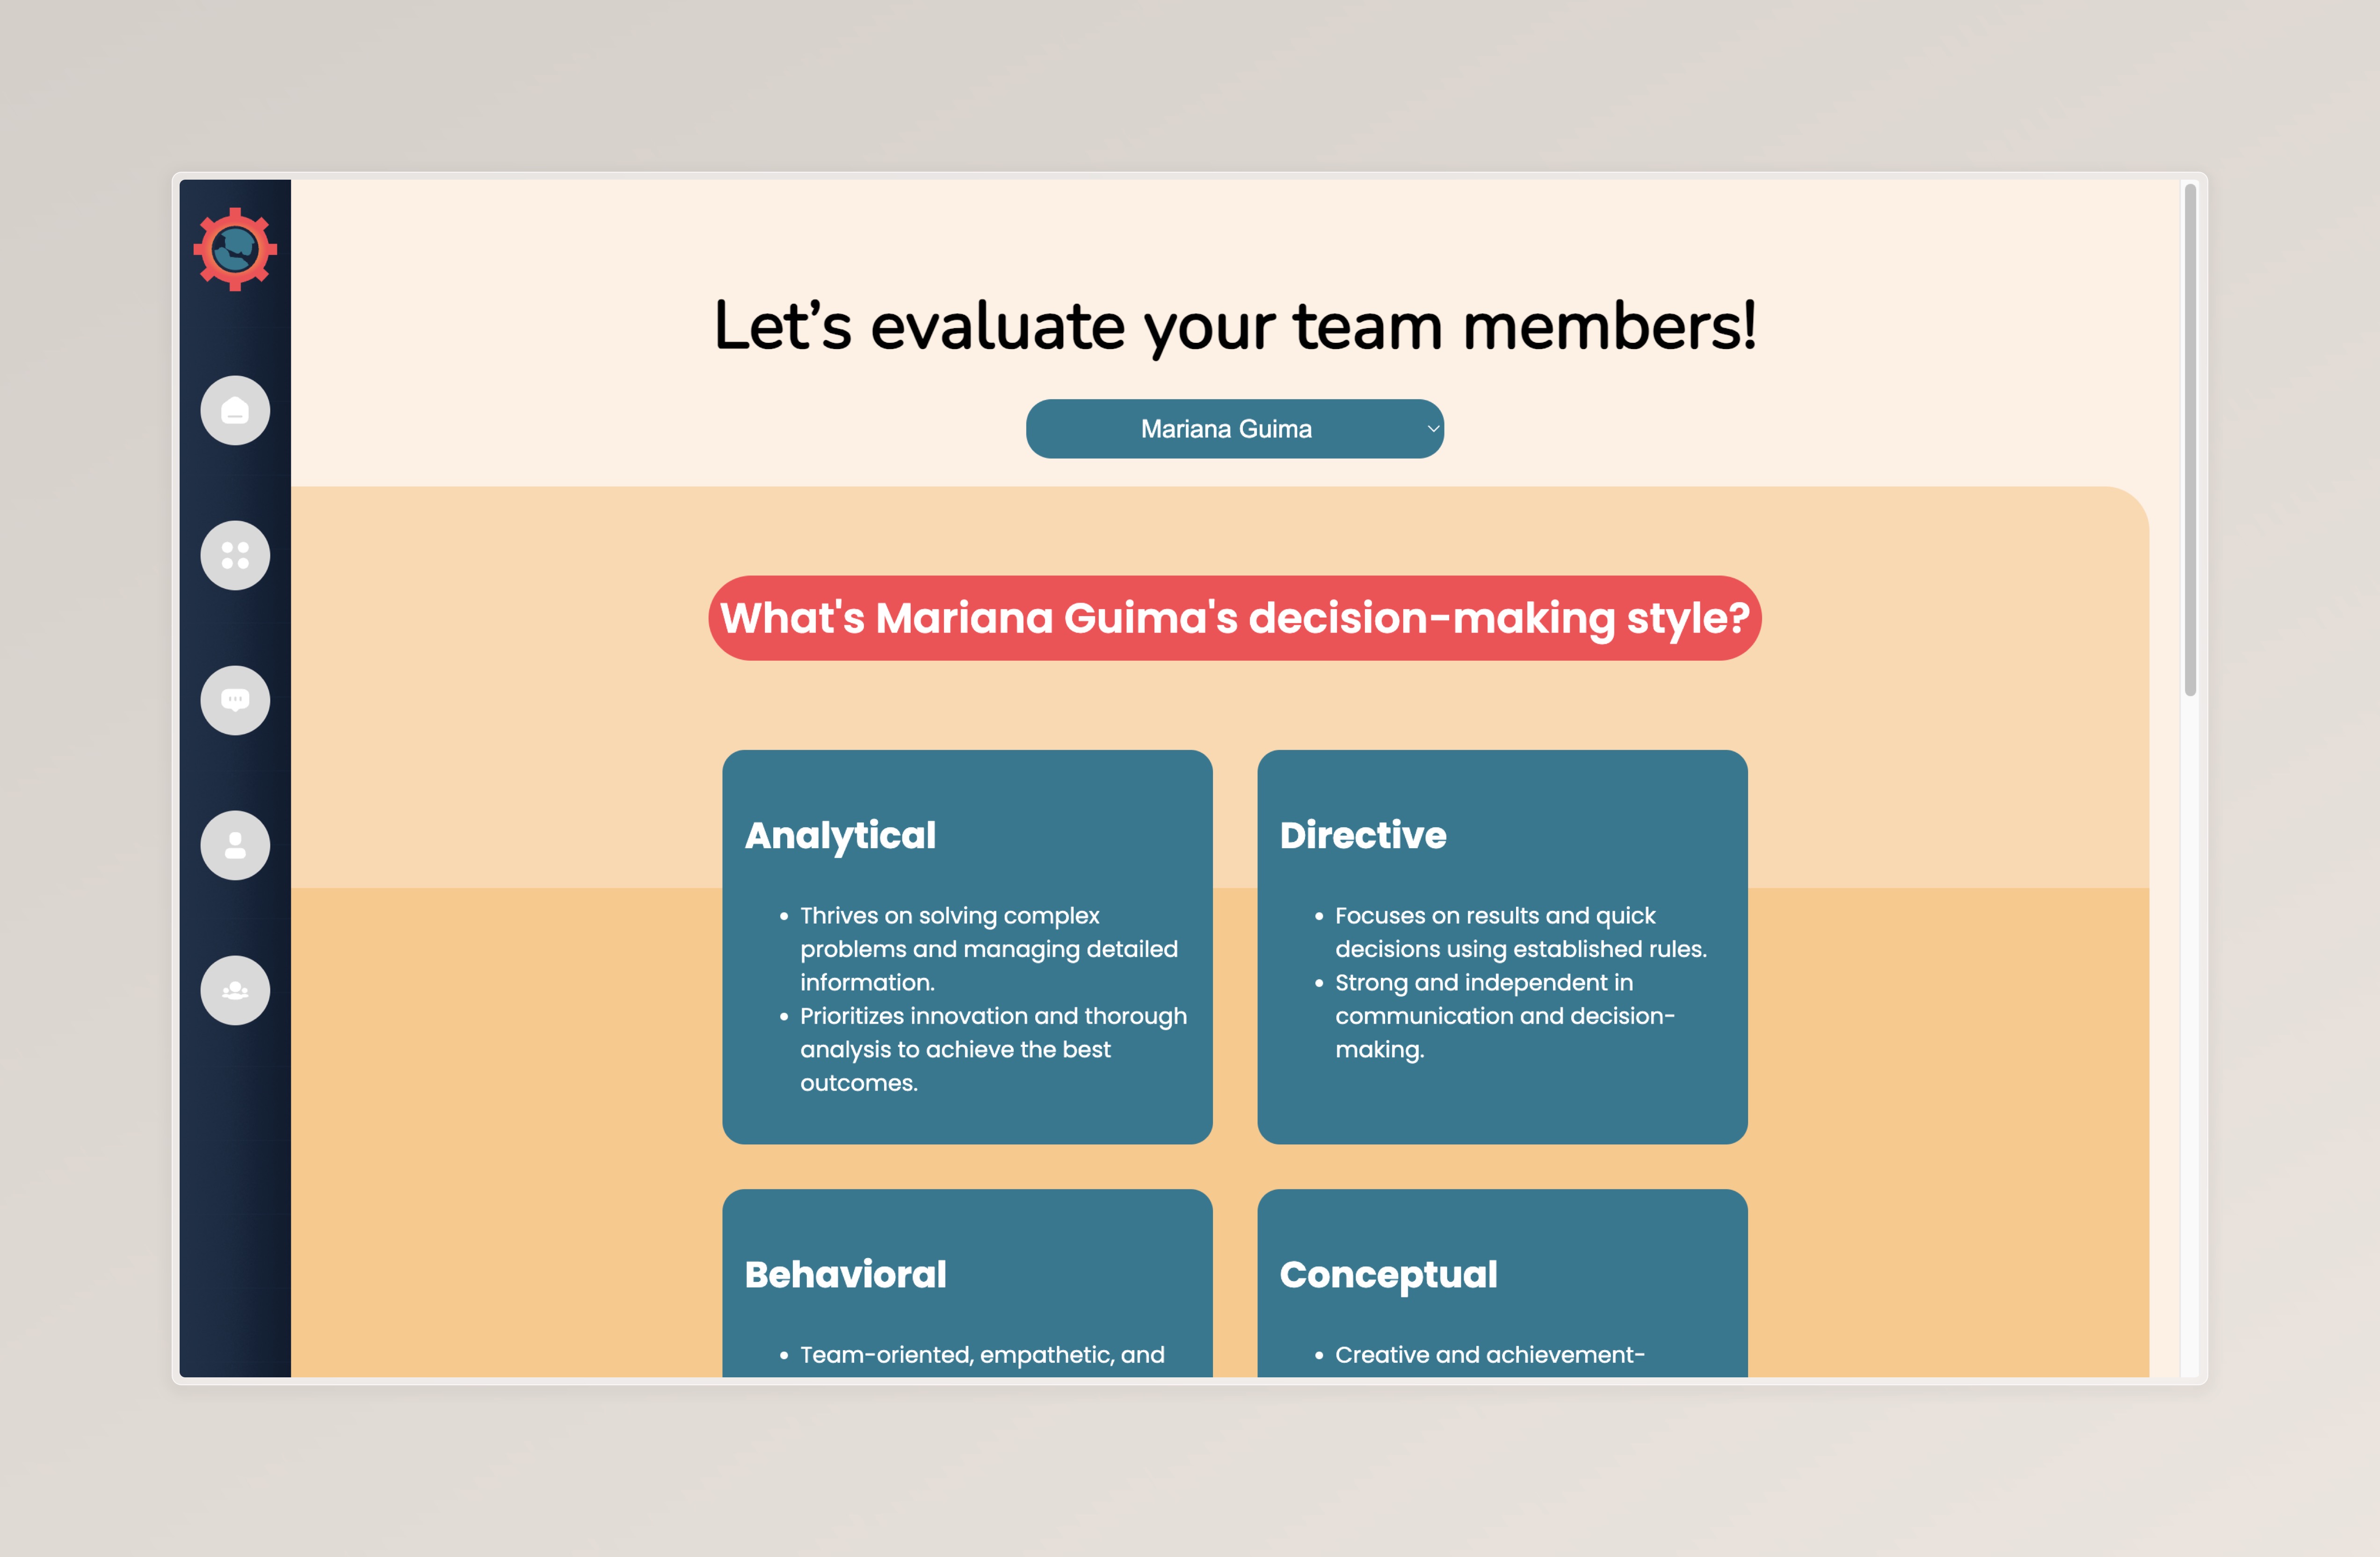 Let’s evaluate your team members!
Mariana Guima
What's Mariana Guima's decision-making style?
Analytical
• Thrives on solving complex
problems and managing detailed
information.
• Prioritizes innovation and thorough
analysis to achieve the best
outcomes.
Directive
• Focuses on results and quick
decisions using established rules.
• Strong and independent in
communication and decision-
making.
Behavioral
• Team-oriented, empathetic, and
Conceptual
• Creative and achievement-